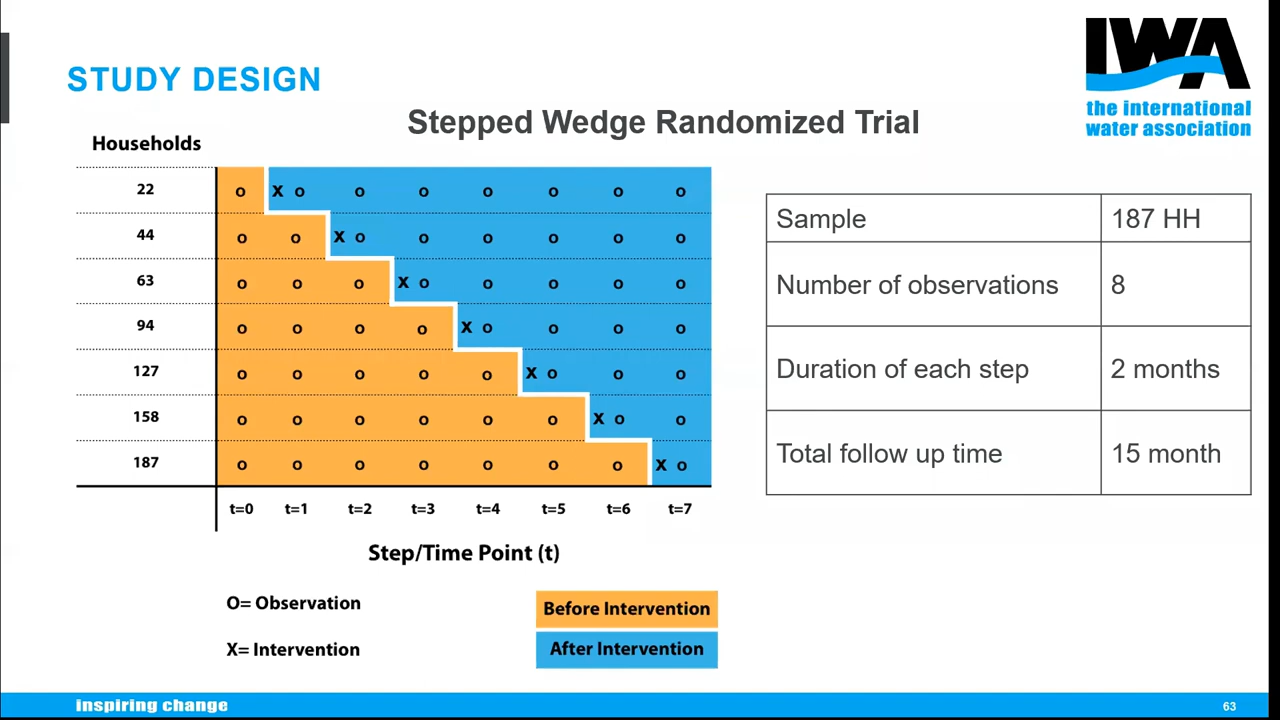 STUDY DESIGN
IWA
the international
water association
Stepped Wedge Randomized Trial
Households
22 o x o o o o o o o
44 o o x o o o o o o
63 o o o x o o o o o
94 o o o o x o o o o
127 o o o o o x o o o
158 o o o o o o x o o
187 o o o o o o o x o
t=0 t=1 t=2 t=3 t=4 t=5 t=6 t=7
Step/Time Point (t)
O= Observation
X= Intervention
Before Intervention
After Intervention
Sample 187 HH
Number of observations 8
Duration of each step 2 months
Total follow up time 15 month
inspiring change
63